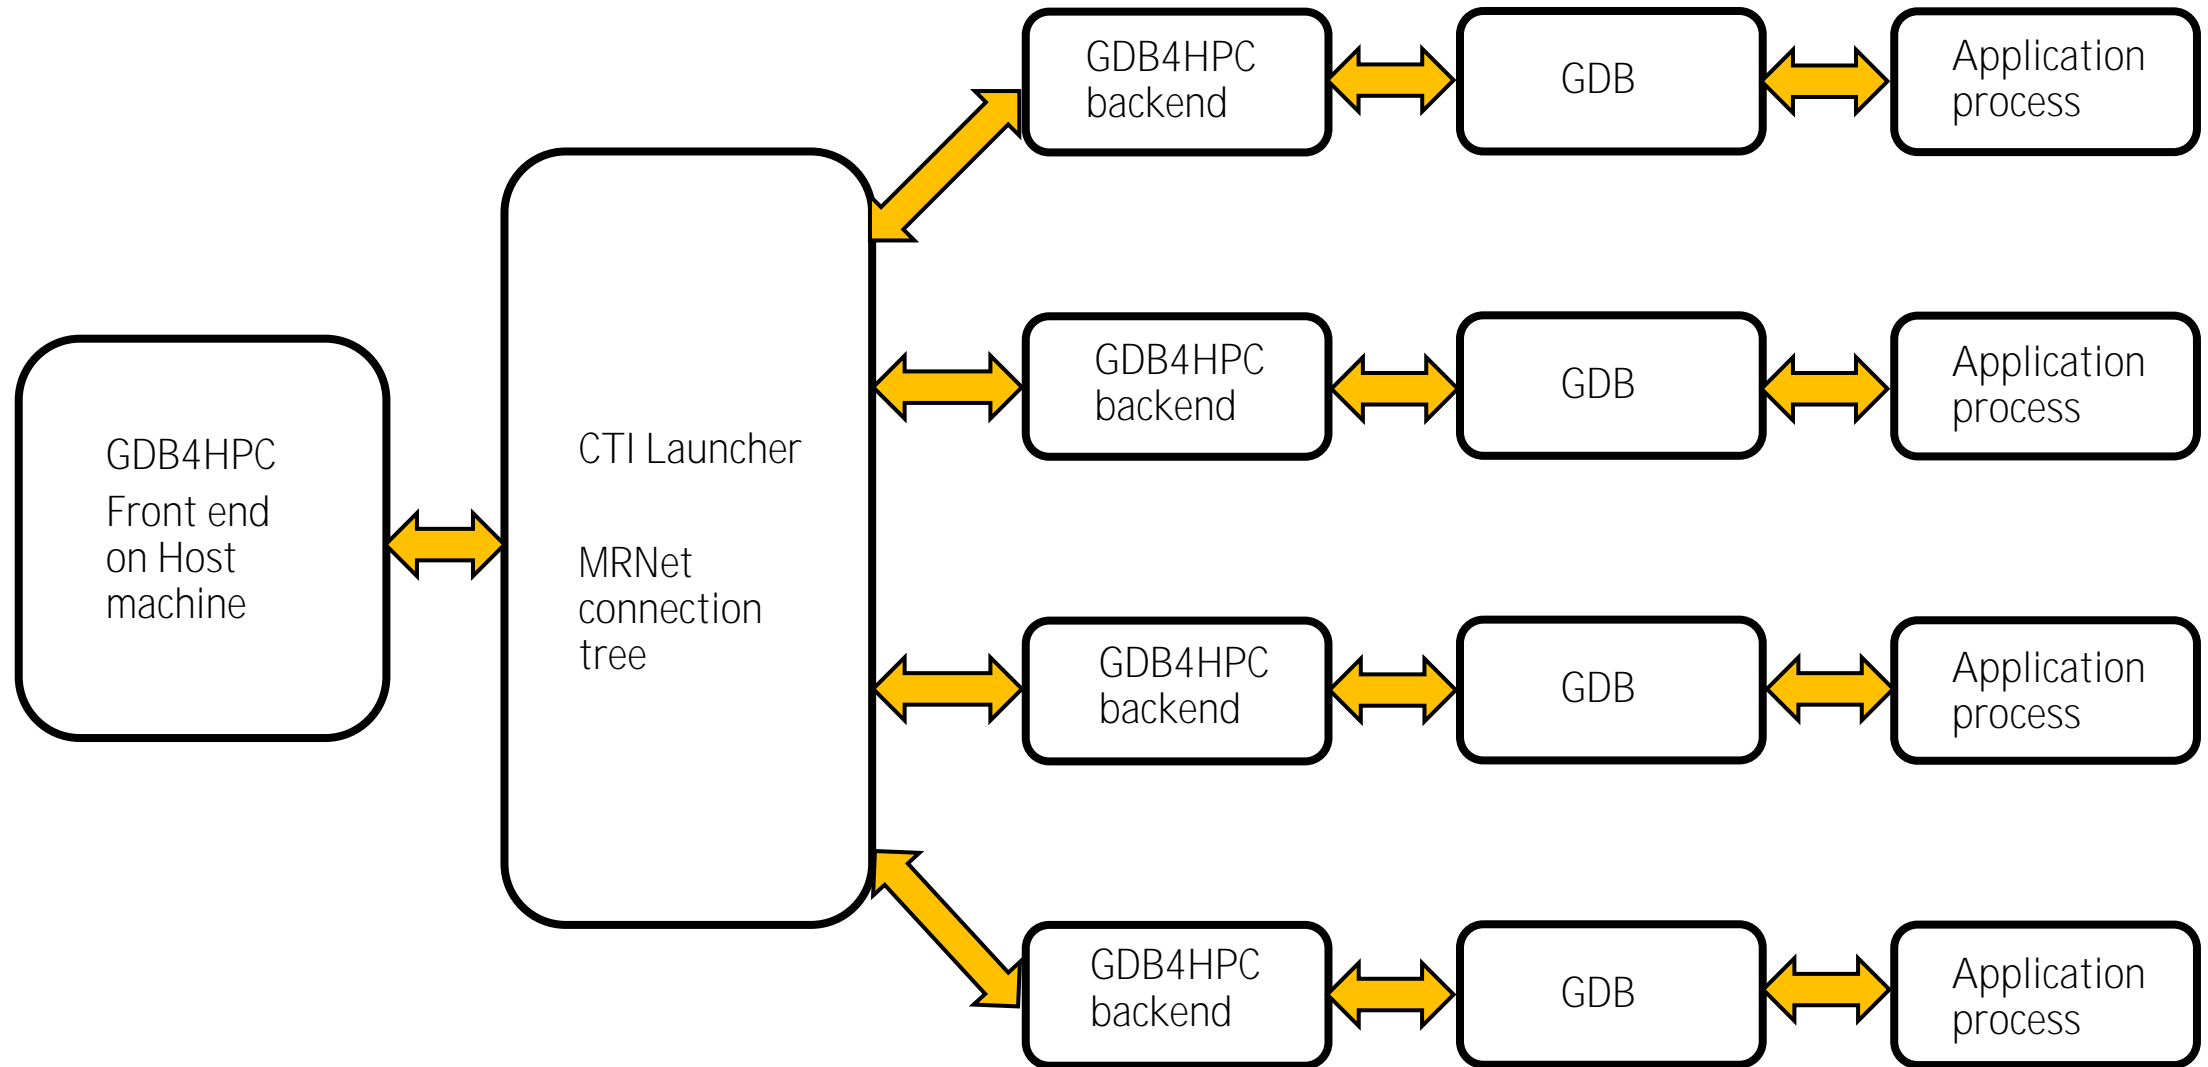 GDB4HPC
Front end
on Host
machine
CTI Launcher
MRNet
connection
tree
GDB4HPC
backend
GDB
Application
process
GDB4HPC
backend
GDB
Application
process
GDB4HPC
backend
GDB
Application
process
GDB4HPC
backend
GDB
Application
process